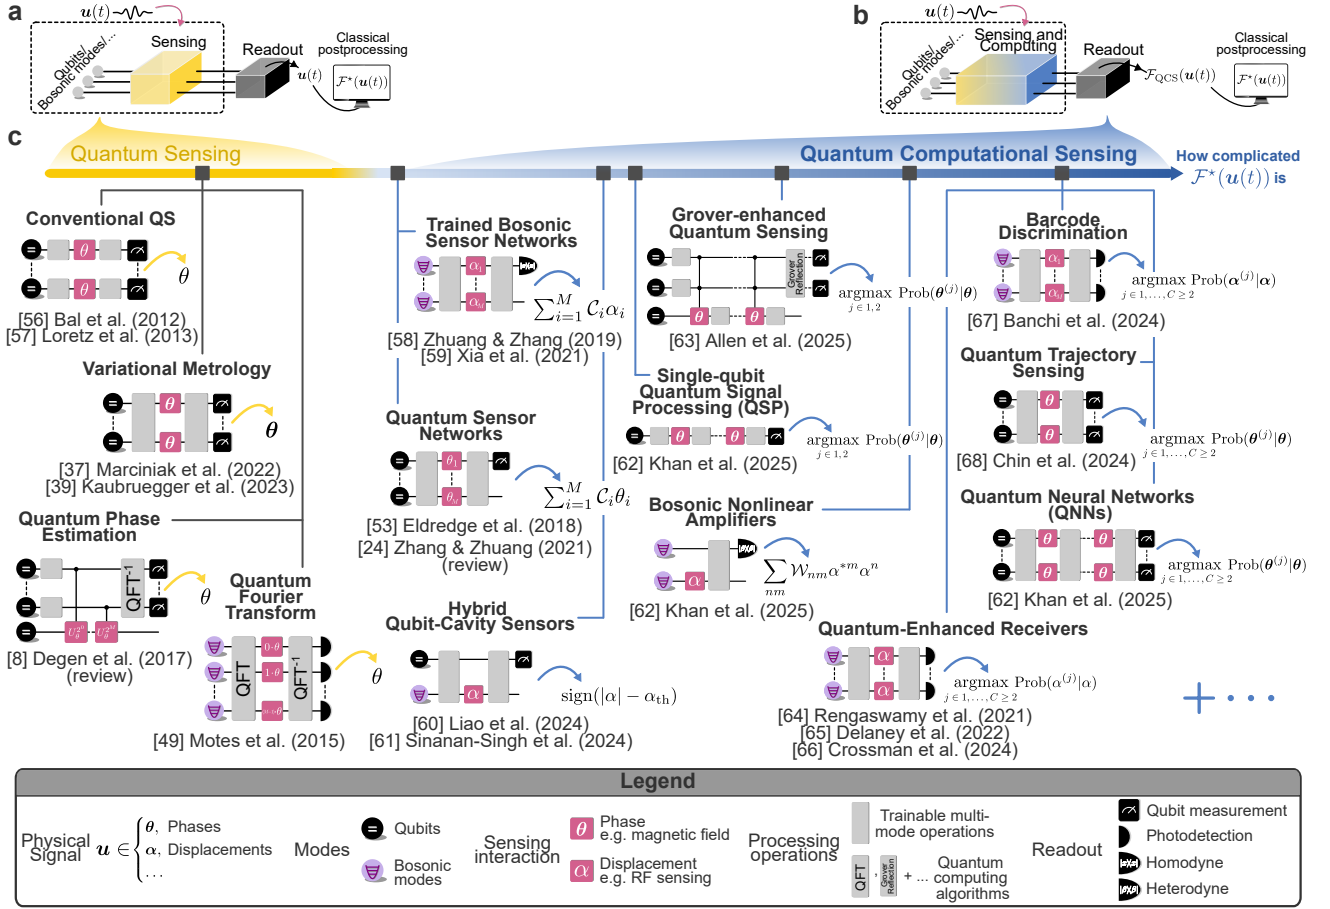 a
u(t)
Sensing
Qubits/
Bosonic modes/...
Readout
u(t)
Classical
postprocessing
F*(u(t))
b
u(t)
Sensing and
Computing
Qubits/
Bosonic modes/...
Readout
F_QCS(u(t))
Classical
postprocessing
F*(u(t))
c
Quantum Sensing
Quantum Computational Sensing
How complicated
F*(u(t)) is
Conventional QS
θ
θ
θ
[56] Bal et al. (2012)
[57] Loretz et al. (2013)
Variational Metrology
θ
θ
θ
[37] Marciniak et al. (2022)
[39] Kaubruegger et al. (2023)
Quantum Phase
Estimation
QFT⁻¹
θ
[8] Degen et al. (2017)
(review)
Quantum
Fourier
Transform
QFT
0·θ
1·θ
QFT⁻¹
θ
[49] Motes et al. (2015)
Trained Bosonic
Sensor Networks
α₁
α_M
∑_{i=1}^{M} C_i α_i
[58] Zhuang & Zhang (2019)
[59] Xia et al. (2021)
Quantum Sensor
Networks
θ₁
θ_M
∑_{i=1}^{M} C_i θ_i
[53] Eldredge et al. (2018)
[24] Zhang & Zhuang (2021)
(review)
Hybrid
Qubit-Cavity Sensors
α
sign(|α| − α_th)
[60] Liao et al. (2024)
[61] Sinanan-Singh et al. (2024)
Grover-enhanced
Quantum Sensing
Grover
Reflection
θ
θ
argmax Prob(θ^(j)|θ)
j∈1,2
[63] Allen et al. (2025)
Single-qubit
Quantum Signal
Processing (QSP)
θ
θ
argmax Prob(θ^(j)|θ)
j∈1,2
[62] Khan et al. (2025)
Bosonic Nonlinear
Amplifiers
α
∑_{nm} W_nm α*^m α^n
[62] Khan et al. (2025)
Barcode
Discrimination
α₁
α_M
argmax Prob(α^(j)|α)
j∈1,...,C≥2
[67] Banchi et al. (2024)
Quantum Trajectory
Sensing
θ
θ
argmax Prob(θ^(j)|θ)
j∈1,...,C≥2
[68] Chin et al. (2024)
Quantum Neural Networks
(QNNs)
θ
θ
θ
θ
argmax Prob(θ^(j)|θ)
j∈1,...,C≥2
[62] Khan et al. (2025)
Quantum-Enhanced Receivers
α
α
argmax Prob(α^(j)|α)
j∈1,...,C≥2
[64] Rengaswamy et al. (2021)
[65] Delaney et al. (2022)
[66] Crossman et al. (2024)
+ · · ·
Legend
Physical
Signal
u ∈ {
θ, Phases
α, Displacements
...
Modes
Qubits
Bosonic
modes
Sensing
interaction
θ
Phase
e.g. magnetic field
α
Displacement
e.g. RF sensing
Processing
operations
Trainable multi-
mode operations
QFT , Grover Reflection + ... Quantum
computing
algorithms
Readout
Qubit measurement
Photodetection
Homodyne
Heterodyne